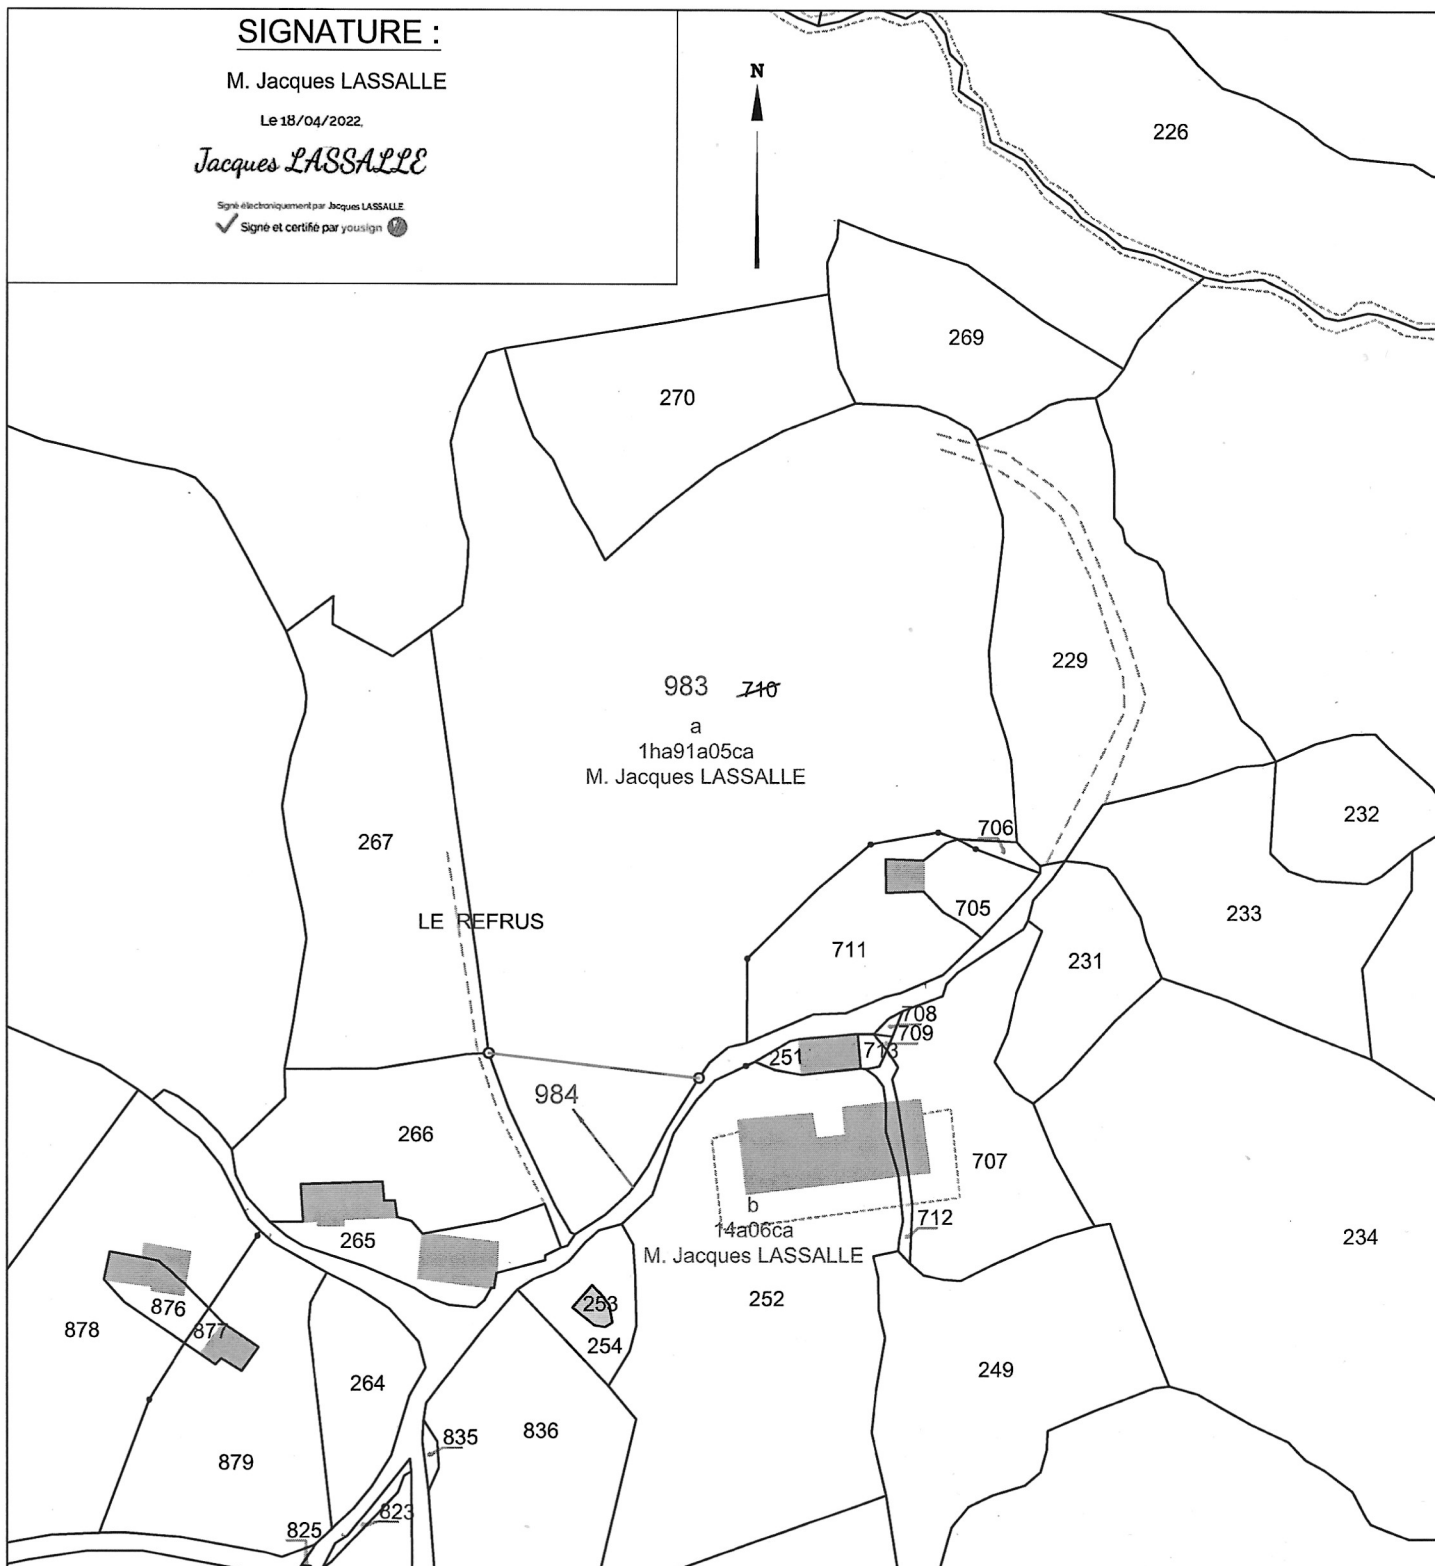 SIGNATURE :
M. Jacques LASSALLE
Le 18/04/2022,
Jacques LASSALLE
Signé électroniquement par Jacques LASSALLE
Signé et certifié par yousign
N
226
269
270
229
983 710
a
1ha91a05ca
M. Jacques LASSALLE
232
706
267
705
233
LE REFRUS
711
231
708
709
251
713
984
266
707
b
14a06ca
M. Jacques LASSALLE
712
234
265
252
253
876
877
878
254
249
264
835
836
879
823
825